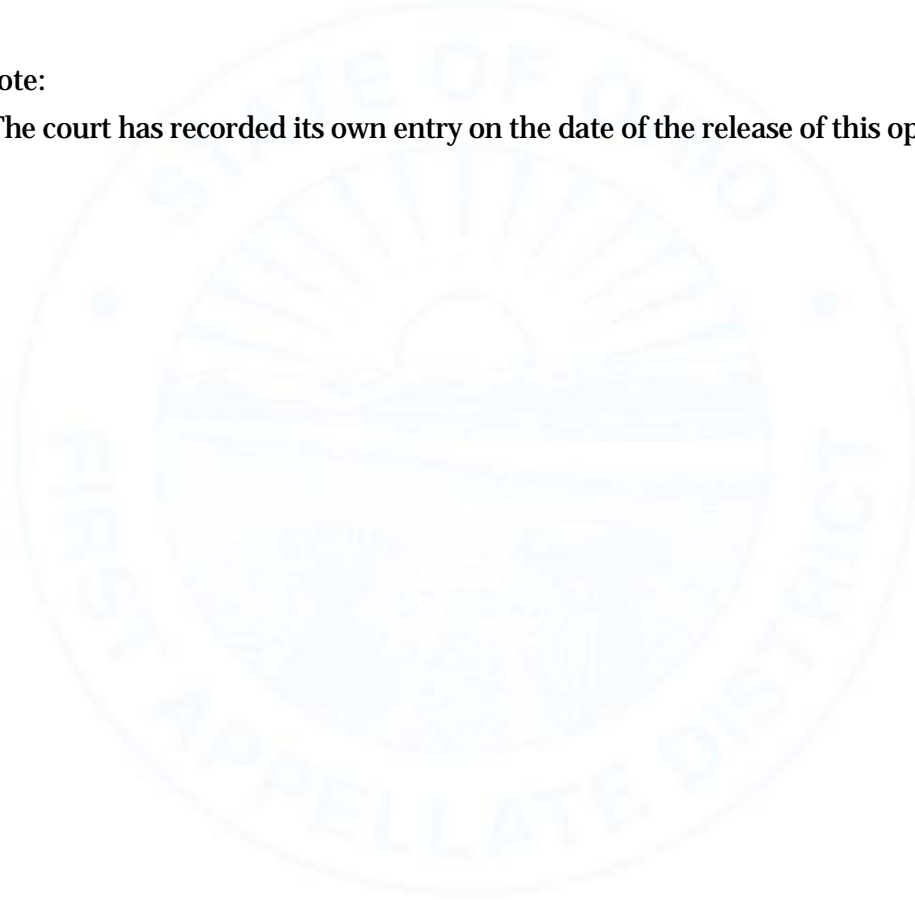 ote:
The court has recorded its own entry on the date of the release of this op
STATE OF OHIO
FIRST APPELLATE DISTRICT